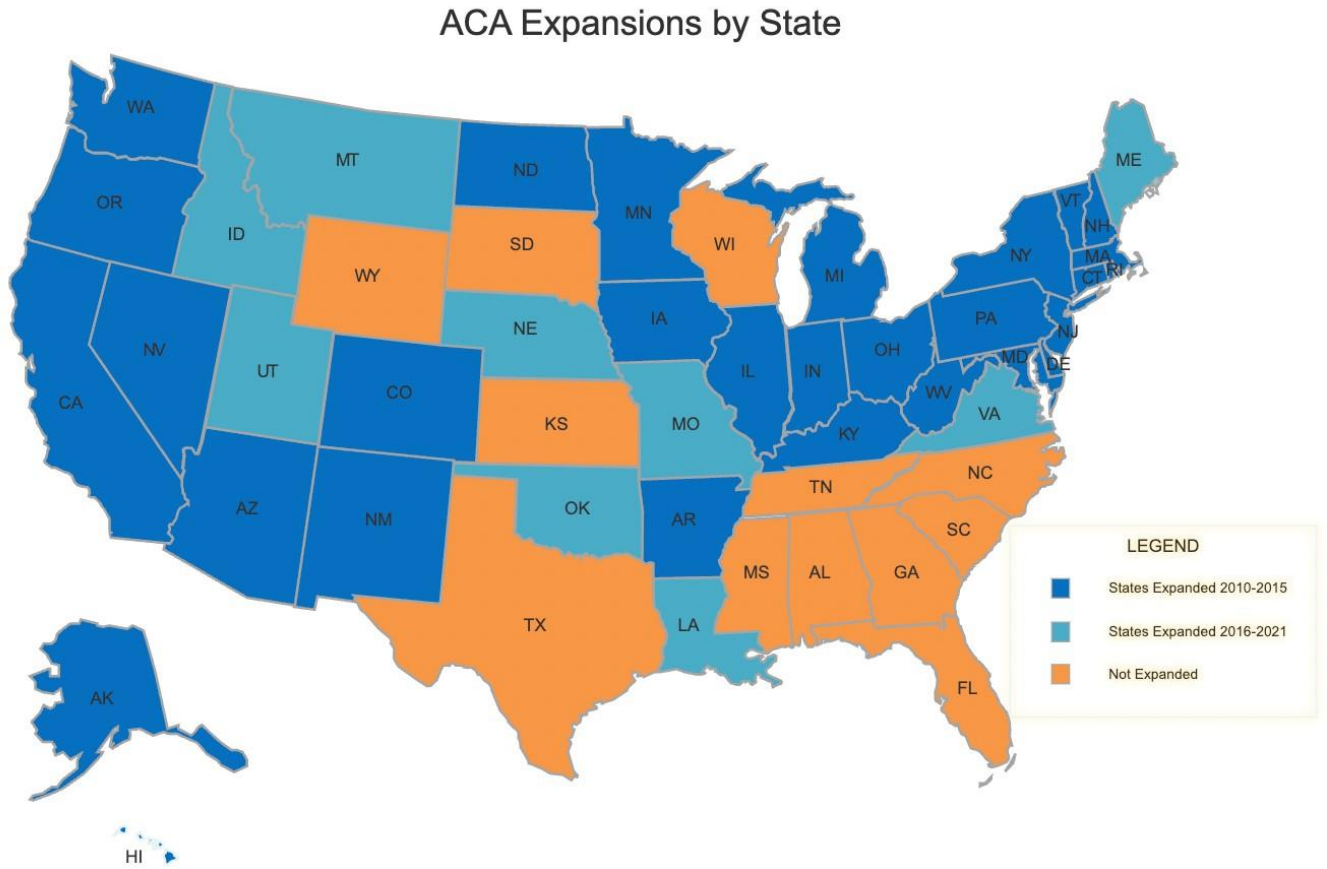 ACA Expansions by State
WA
MT
ME
ND
OR
VT
MN
NH
ID
SD
WI
NY
MA
RI
WY
CT
MI
IA
PA
NE
NJ
NV
OH
MD
DE
UT
IL
IN
CO
WV
CA
VA
KS
MO
KY
NC
TN
AZ
OK
NM
AR
SC
LEGEND
MS
AL
GA
States Expanded 2010-2015
TX
LA
States Expanded 2016-2021
Not Expanded
FL
AK
HI